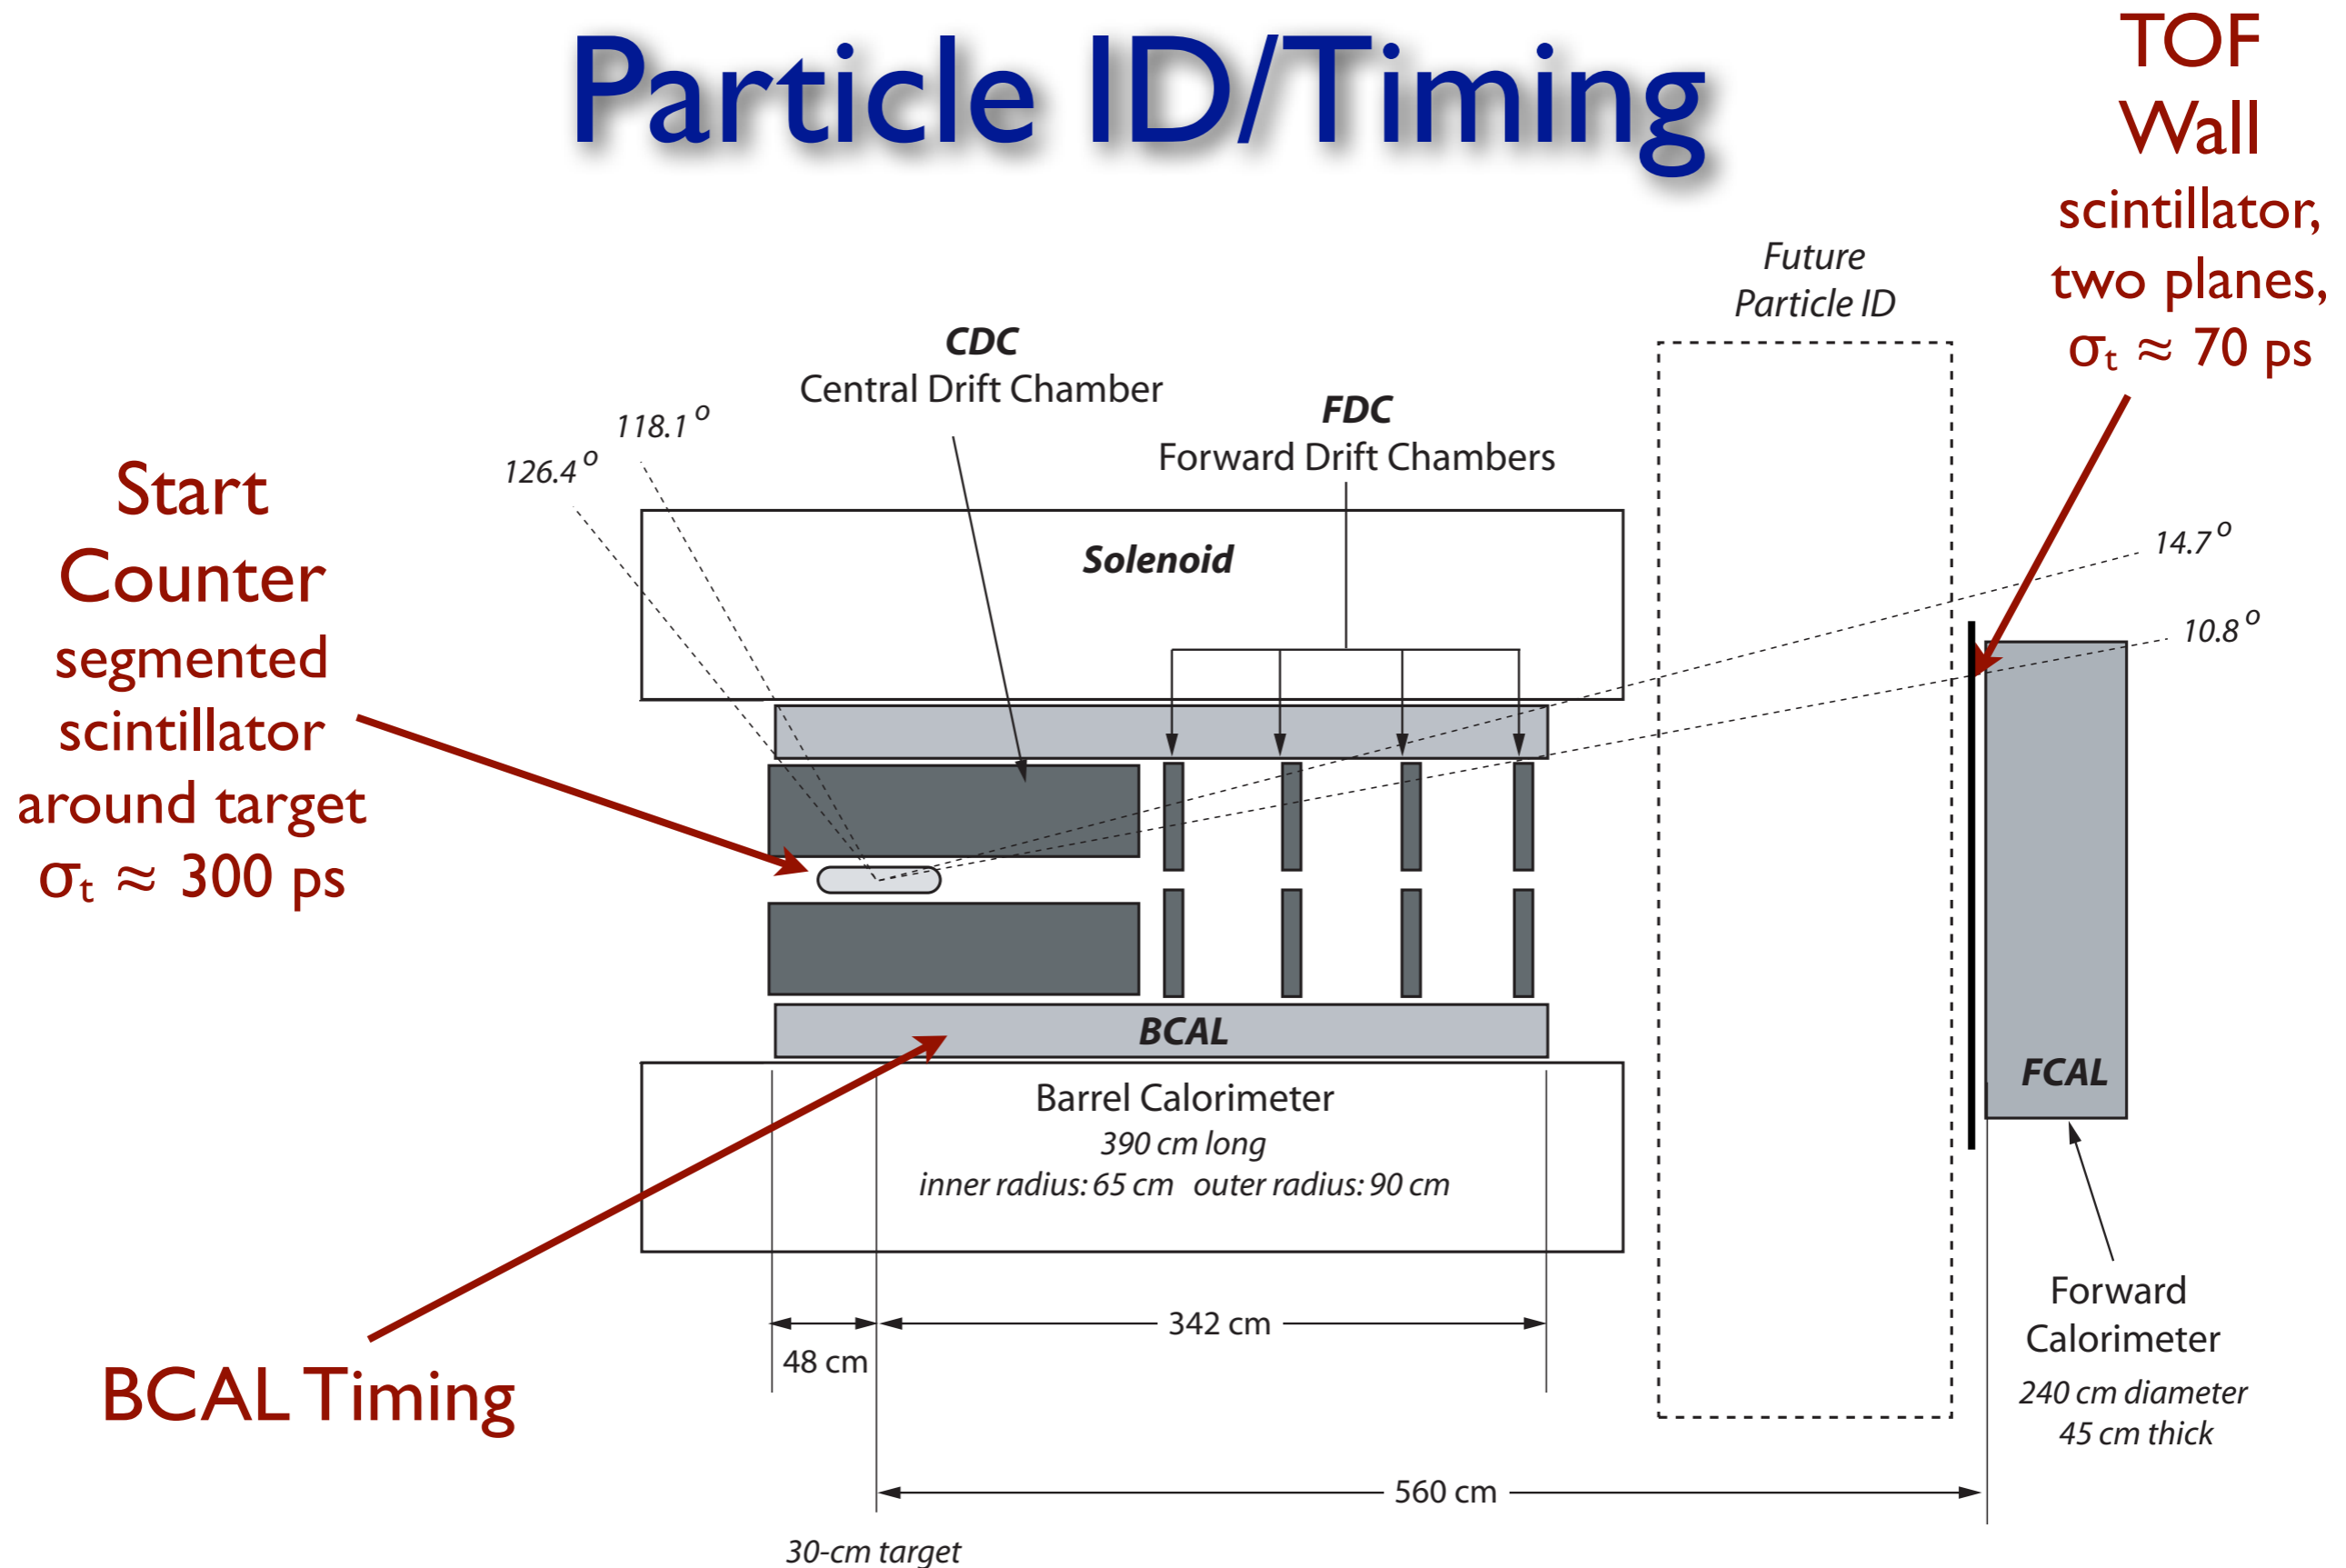 Particle ID/Timing
TOF
Wall
scintillator,
two planes,
σt ≈ 70 ps
Future
Particle ID
CDC
Central Drift Chamber
FDC
Forward Drift Chambers
118.1 o
126.4 o
Start
Counter
segmented
scintillator
around target
σt ≈ 300 ps
Solenoid
14.7 o
10.8 o
BCAL
FCAL
Barrel Calorimeter
390 cm long
inner radius: 65 cm outer radius: 90 cm
342 cm
48 cm
BCAL Timing
Forward
Calorimeter
240 cm diameter
45 cm thick
560 cm
30-cm target